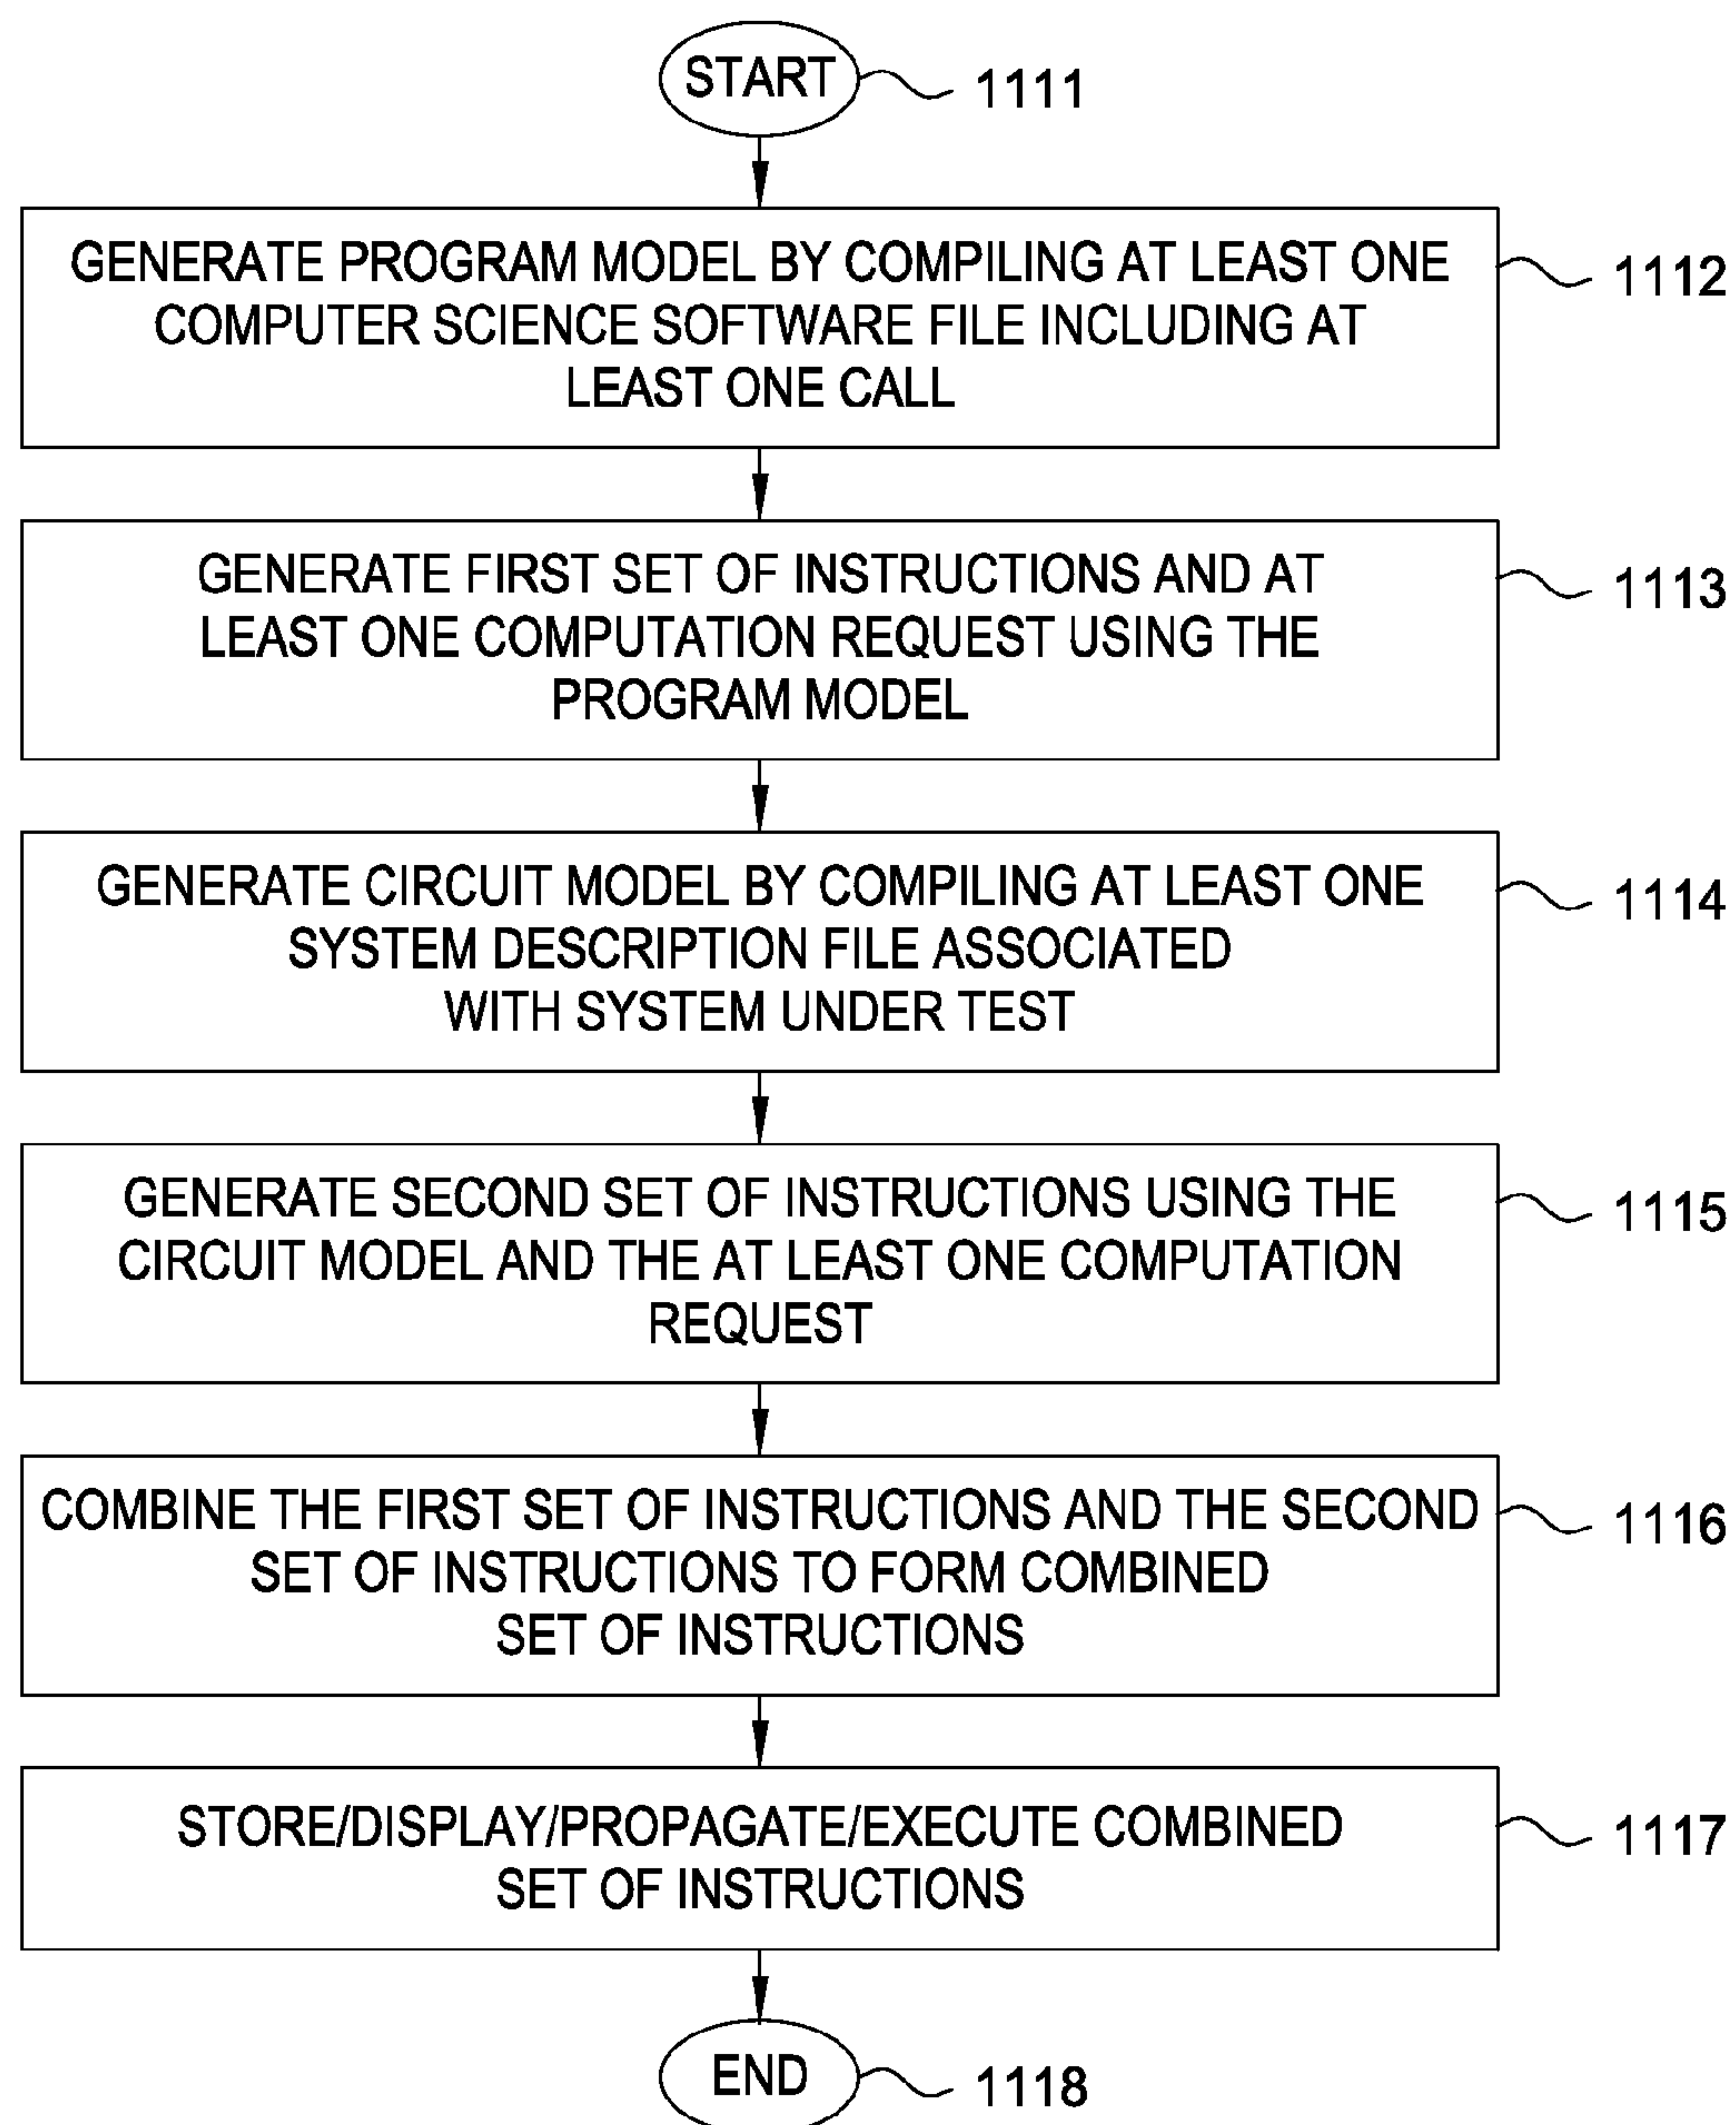 START
1111
GENERATE PROGRAM MODEL BY COMPILING AT LEAST ONE
COMPUTER SCIENCE SOFTWARE FILE INCLUDING AT
LEAST ONE CALL
1112
GENERATE FIRST SET OF INSTRUCTIONS AND AT
LEAST ONE COMPUTATION REQUEST USING THE
PROGRAM MODEL
1113
GENERATE CIRCUIT MODEL BY COMPILING AT LEAST ONE
SYSTEM DESCRIPTION FILE ASSOCIATED
WITH SYSTEM UNDER TEST
1114
GENERATE SECOND SET OF INSTRUCTIONS USING THE
CIRCUIT MODEL AND THE AT LEAST ONE COMPUTATION
REQUEST
1115
COMBINE THE FIRST SET OF INSTRUCTIONS AND THE SECOND
SET OF INSTRUCTIONS TO FORM COMBINED
SET OF INSTRUCTIONS
1116
STORE/DISPLAY/PROPAGATE/EXECUTE COMBINED
SET OF INSTRUCTIONS
1117
END
1118